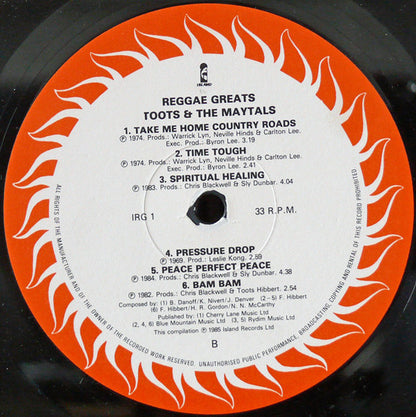 ISLAND
REGGAE GREATS
TOOTS & THE MAYTALS
1. TAKE ME HOME COUNTRY ROADS
Ⓟ 1974. Prods.: Warrick Lyn, Neville Hinds & Carlton Lee.
Exec. Prod.: Byron Lee. 3.19
2. TIME TOUGH
Ⓟ 1974. Prods.: Warrick Lyn, Neville Hinds & Carlton Lee.
Exec. Prod: Byron Lee. 2.41
3. SPIRITUAL HEALING
Ⓟ 1983. Prods: Chris Blackwell & Sly Dunbar. 4.04
IRG 1
33 R.P.M.
4. PRESSURE DROP
Ⓟ 1969. Prod.: Leslie Kong. 2.59
5. PEACE PERFECT PEACE
Ⓟ 1984. Prods.: Chris Blackwell & Sly Dunbar. 4.38
6. BAM BAM
Ⓟ 1982. Prods: Chris Blackwell & Toots Hibbert. 2.54
Composed by: (1) B. Danoff/K. Nivert/J. Denver (2 – 5) F. Hibbert
(6) F. Hibbert/H. R. Gordon/N. N. McCarthy
Published by: (1) Cherry Lane Music Ltd
(2, 4, 6) Blue Mountain Music Ltd (3, 5) Rydim Music Ltd
This compilation Ⓟ 1985 Island Records Ltd
B
ALL RIGHTS OF THE MANUFACTURER AND OF THE OWNER OF THE RECORDED WORK RESERVED. UNAUTHORISED PUBLIC PERFORMANCE, BROADCASTING, COPYING AND RENTAL OF THIS RECORD PROHIBITED.